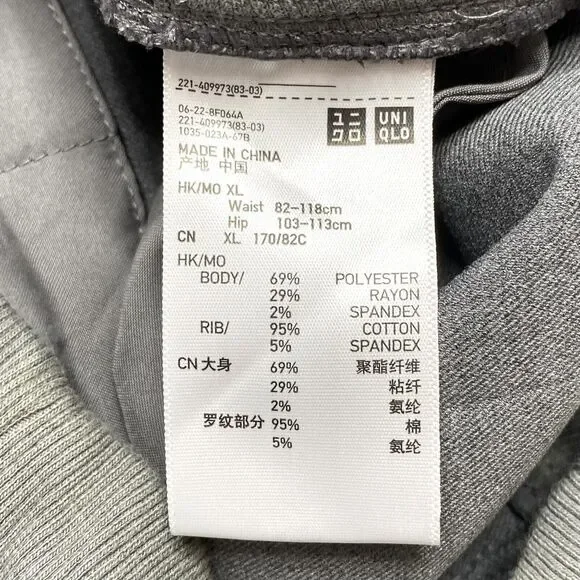 221-409973(83-03)
06-22-8F064A
221-409973(83-03)
1035-023A-67B
ユニクロ
UNIQLO
MADE IN CHINA
产地 中国
HK/MO XL
Waist 82-118cm
Hip 103-113cm
CN XL 170/82C
HK/MO
BODY/ 69% POLYESTER
29% RAYON
2% SPANDEX
RIB/ 95% COTTON
5% SPANDEX
CN 大身 69% 聚酯纤维
29% 粘纤
2% 氨纶
罗纹部分 95% 棉
5% 氨纶